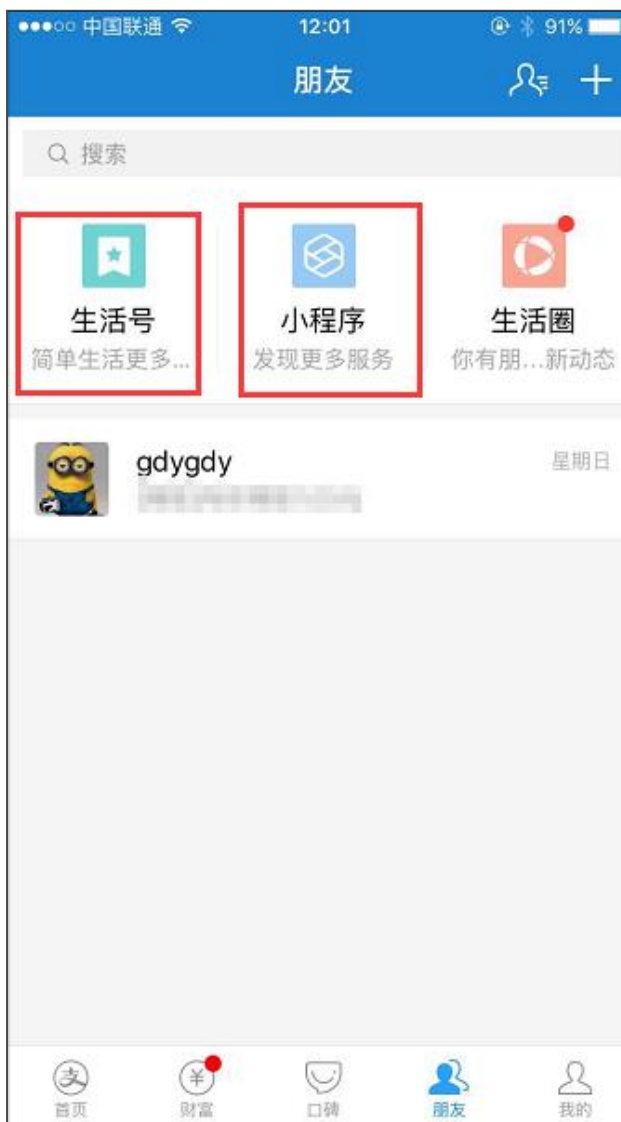 中国联通 12:01 91%
朋友
搜索
生活号 小程序 生活圈
简单生活更多... 发现更多服务 你有朋...新动态
gdygdy 星期日
首页 财富 口碑 朋友 我的